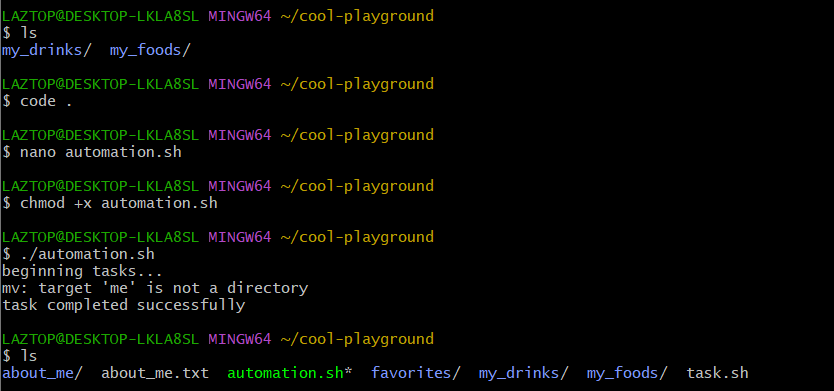 LAZTOP@DESKTOP-LKLA8SL MINGW64 ~/cool-playground
$ ls
my_drinks/  my_foods/
LAZTOP@DESKTOP-LKLA8SL MINGW64 ~/cool-playground
$ code .
LAZTOP@DESKTOP-LKLA8SL MINGW64 ~/cool-playground
$ nano automation.sh
LAZTOP@DESKTOP-LKLA8SL MINGW64 ~/cool-playground
$ chmod +x automation.sh
LAZTOP@DESKTOP-LKLA8SL MINGW64 ~/cool-playground
$ ./automation.sh
beginning tasks...
mv: target 'me' is not a directory
task completed successfully
LAZTOP@DESKTOP-LKLA8SL MINGW64 ~/cool-playground
$ ls
about_me/  about_me.txt  automation.sh*  favorites/  my_drinks/  my_foods/  task.sh